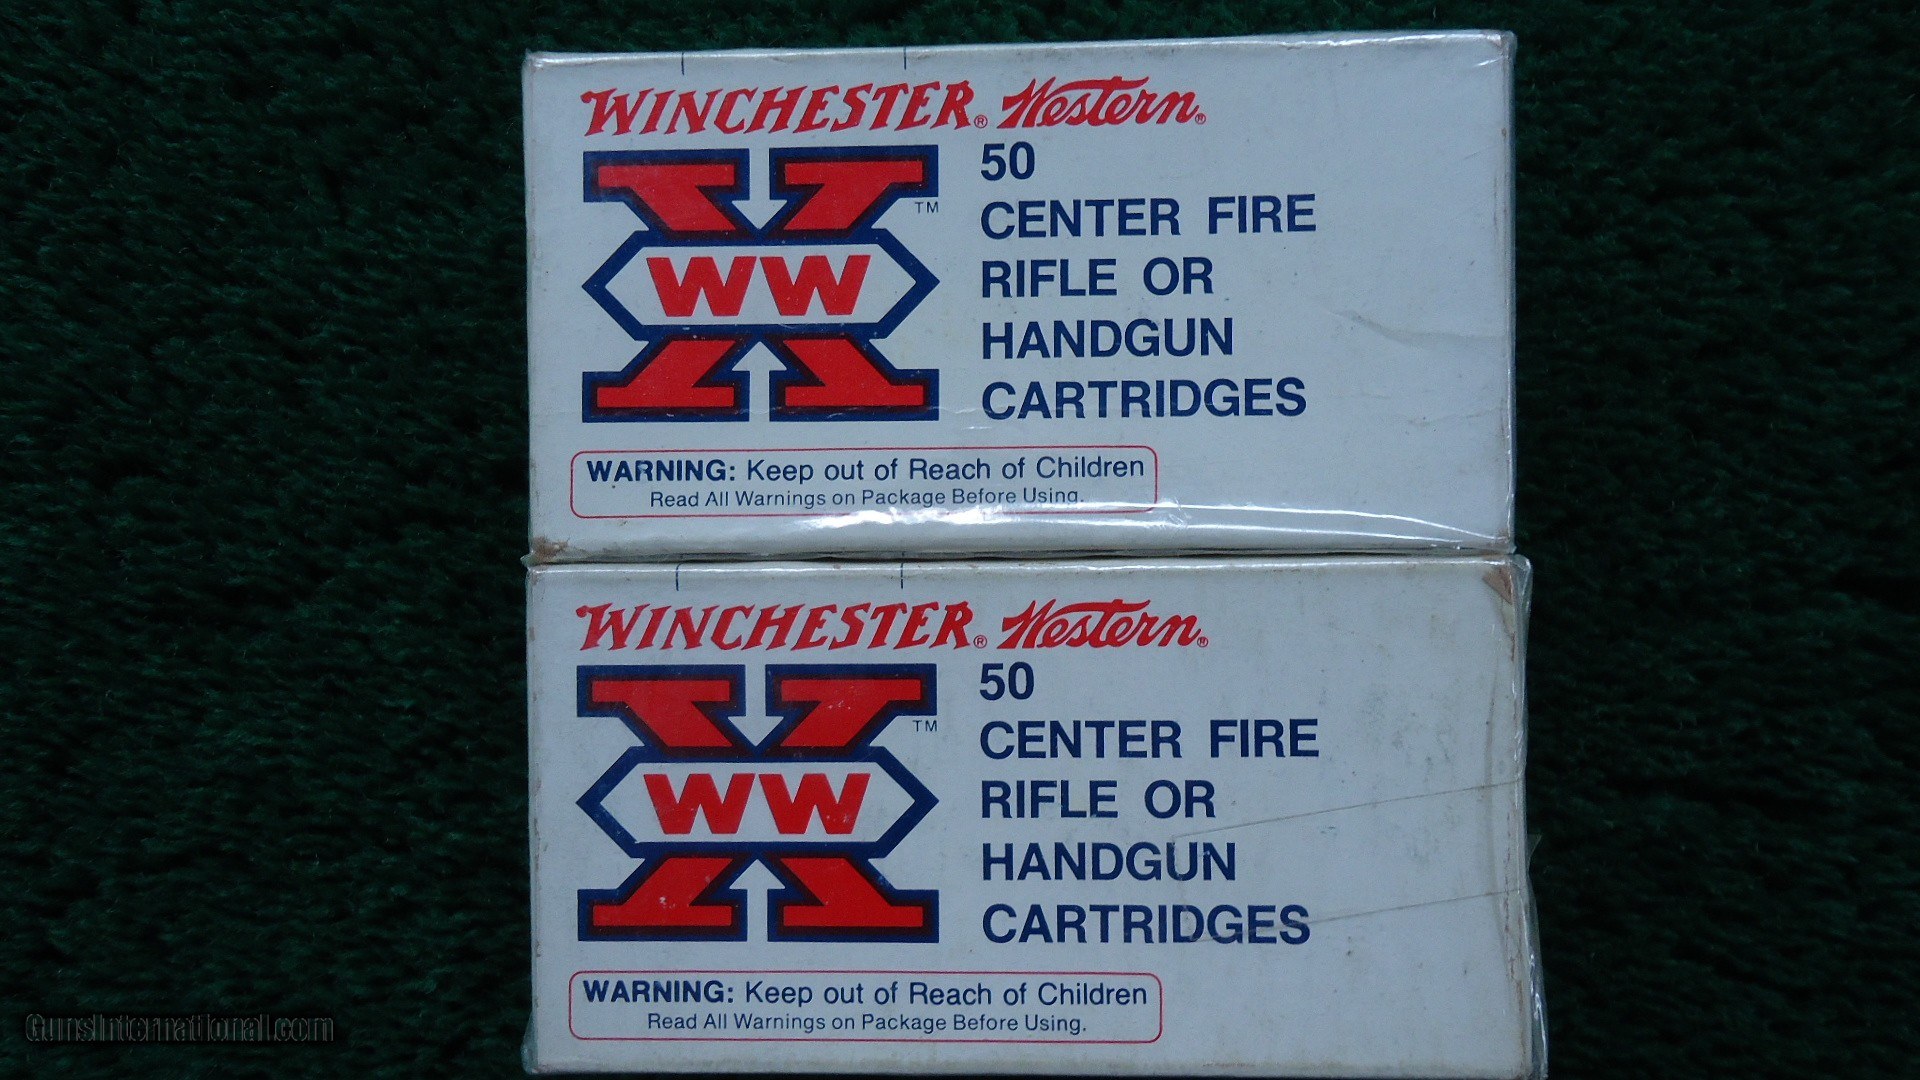 WINCHESTER® Western®
50
CENTER FIRE
RIFLE OR
HANDGUN
CARTRIDGES
WW
TM
WARNING: Keep out of Reach of Children
Read All Warnings on Package Before Using.
WINCHESTER® Western®
50
CENTER FIRE
RIFLE OR
HANDGUN
CARTRIDGES
WW
TM
WARNING: Keep out of Reach of Children
Read All Warnings on Package Before Using.
GunsInternational.com